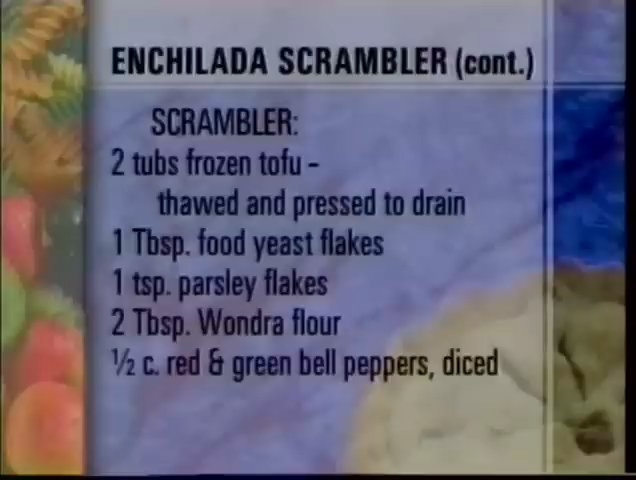 ENCHILADA SCRAMBLER (cont.)
SCRAMBLER:
2 tubs frozen tofu -
thawed and pressed to drain
1 Tbsp. food yeast flakes
1 tsp. parsley flakes
2 Tbsp. Wondra flour
½ c. red & green bell peppers, diced